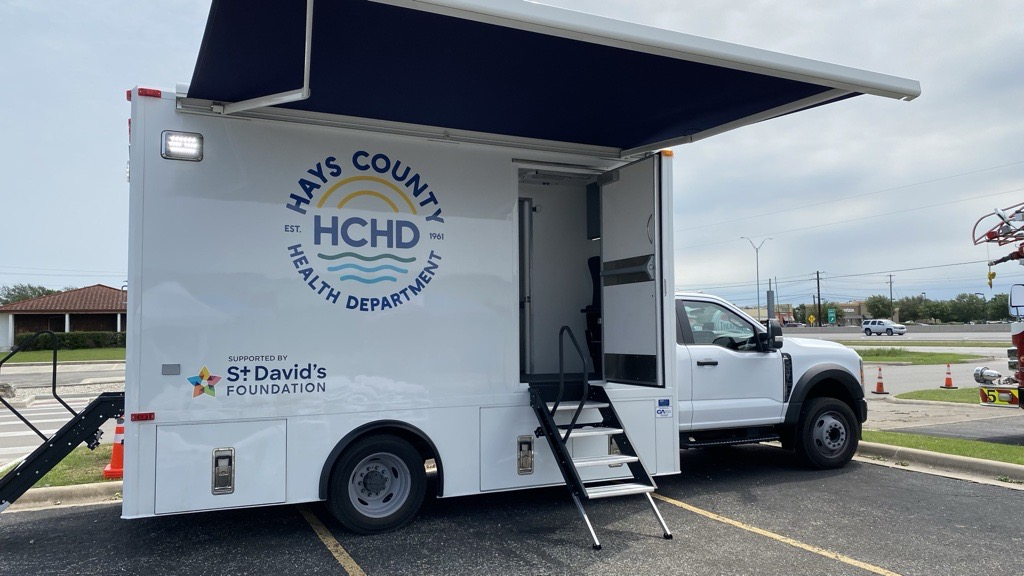 HAYS COUNTY
EST. HCHD 1961
HEALTH DEPARTMENT
SUPPORTED BY
St David's
FOUNDATION